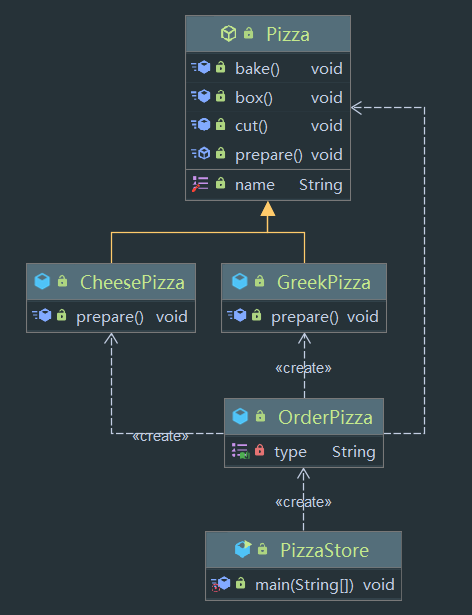 Pizza
bake() void
box() void
cut() void
prepare() void
name String
CheesePizza
prepare() void
GreekPizza
prepare() void
«create»
OrderPizza
«create»
type String
«create»
PizzaStore
main(String[]) void